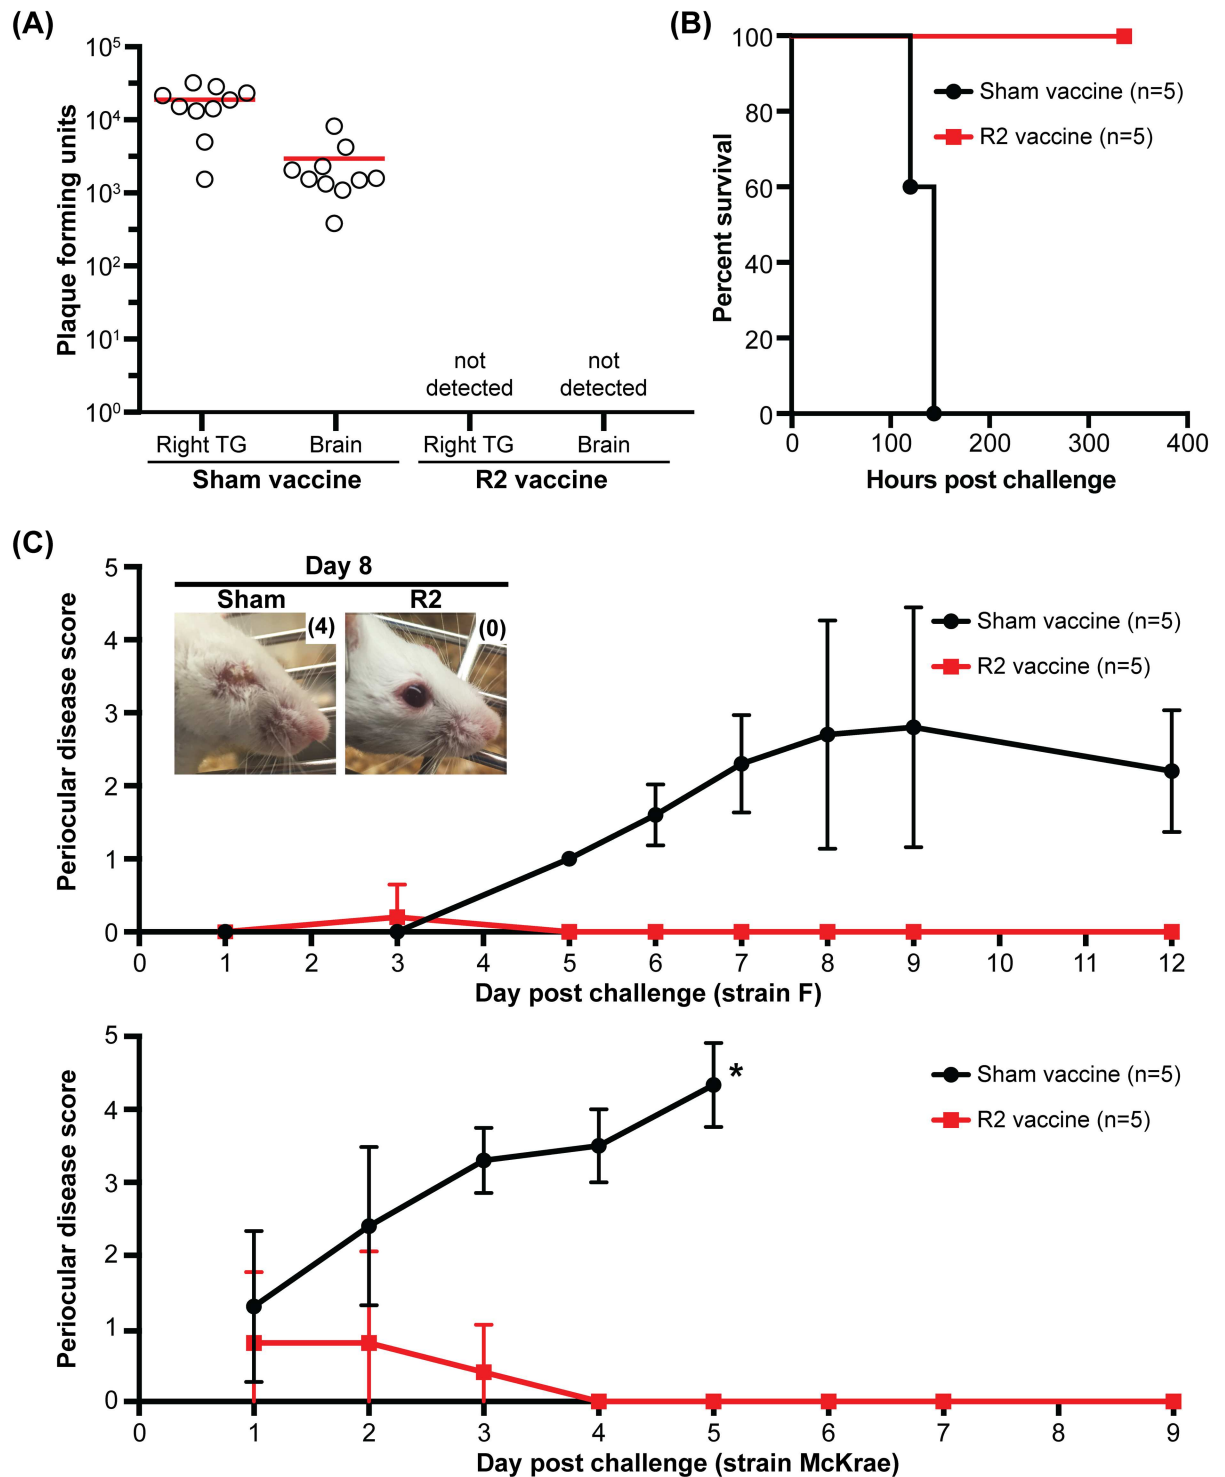 (A)
10⁵
10⁴
10³
10²
10¹
10⁰
Plaque forming units
not detected
not detected
Right TG
Brain
Right TG
Brain
Sham vaccine
R2 vaccine
(B)
100
80
60
40
20
0
Percent survival
Sham vaccine (n=5)
R2 vaccine (n=5)
0 100 200 300 400
Hours post challenge
(C)
5
4
3
2
1
0
Periocular disease score
Day 8
Sham
R2
(4)
(0)
Sham vaccine (n=5)
R2 vaccine (n=5)
0 1 2 3 4 5 6 7 8 9 10 11 12
Day post challenge (strain F)
5
4
3
2
1
0
Periocular disease score
*
Sham vaccine (n=5)
R2 vaccine (n=5)
0 1 2 3 4 5 6 7 8 9
Day post challenge (strain McKrae)